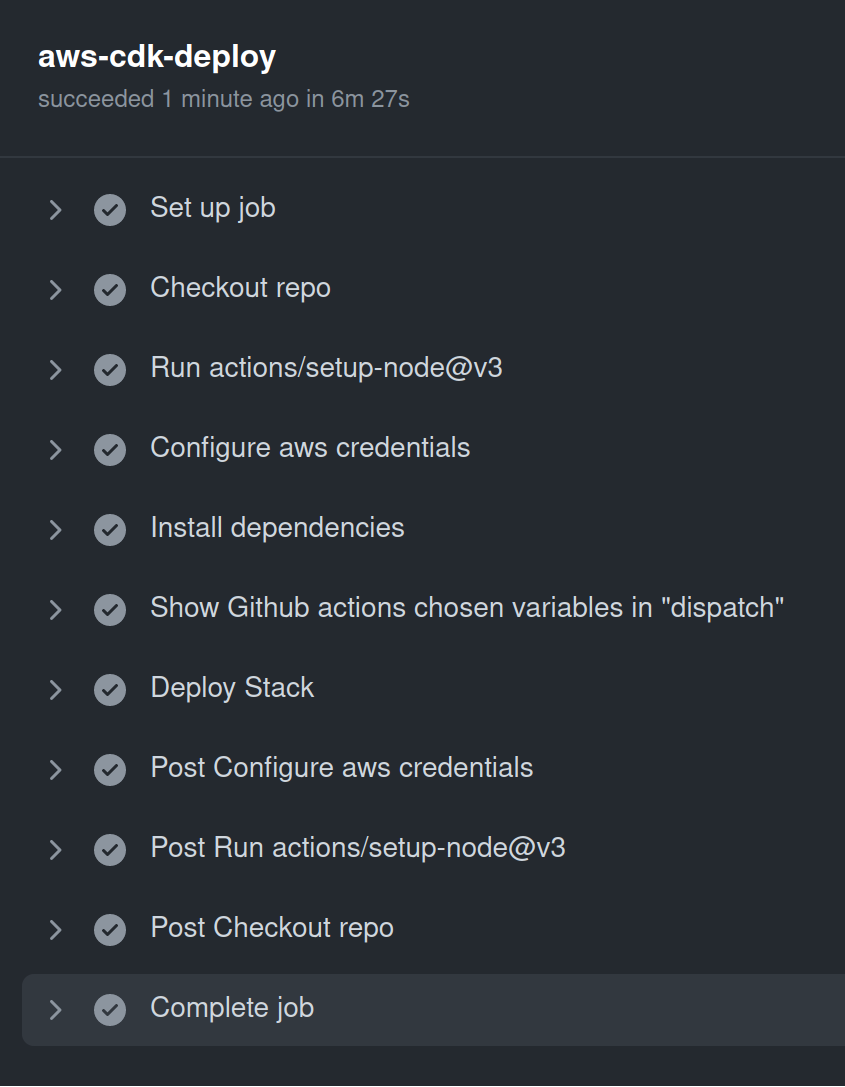 aws-cdk-deploy
succeeded 1 minute ago in 6m 27s
Set up job
Checkout repo
Run actions/setup-node@v3
Configure aws credentials
Install dependencies
Show Github actions chosen variables in "dispatch"
Deploy Stack
Post Configure aws credentials
Post Run actions/setup-node@v3
Post Checkout repo
Complete job